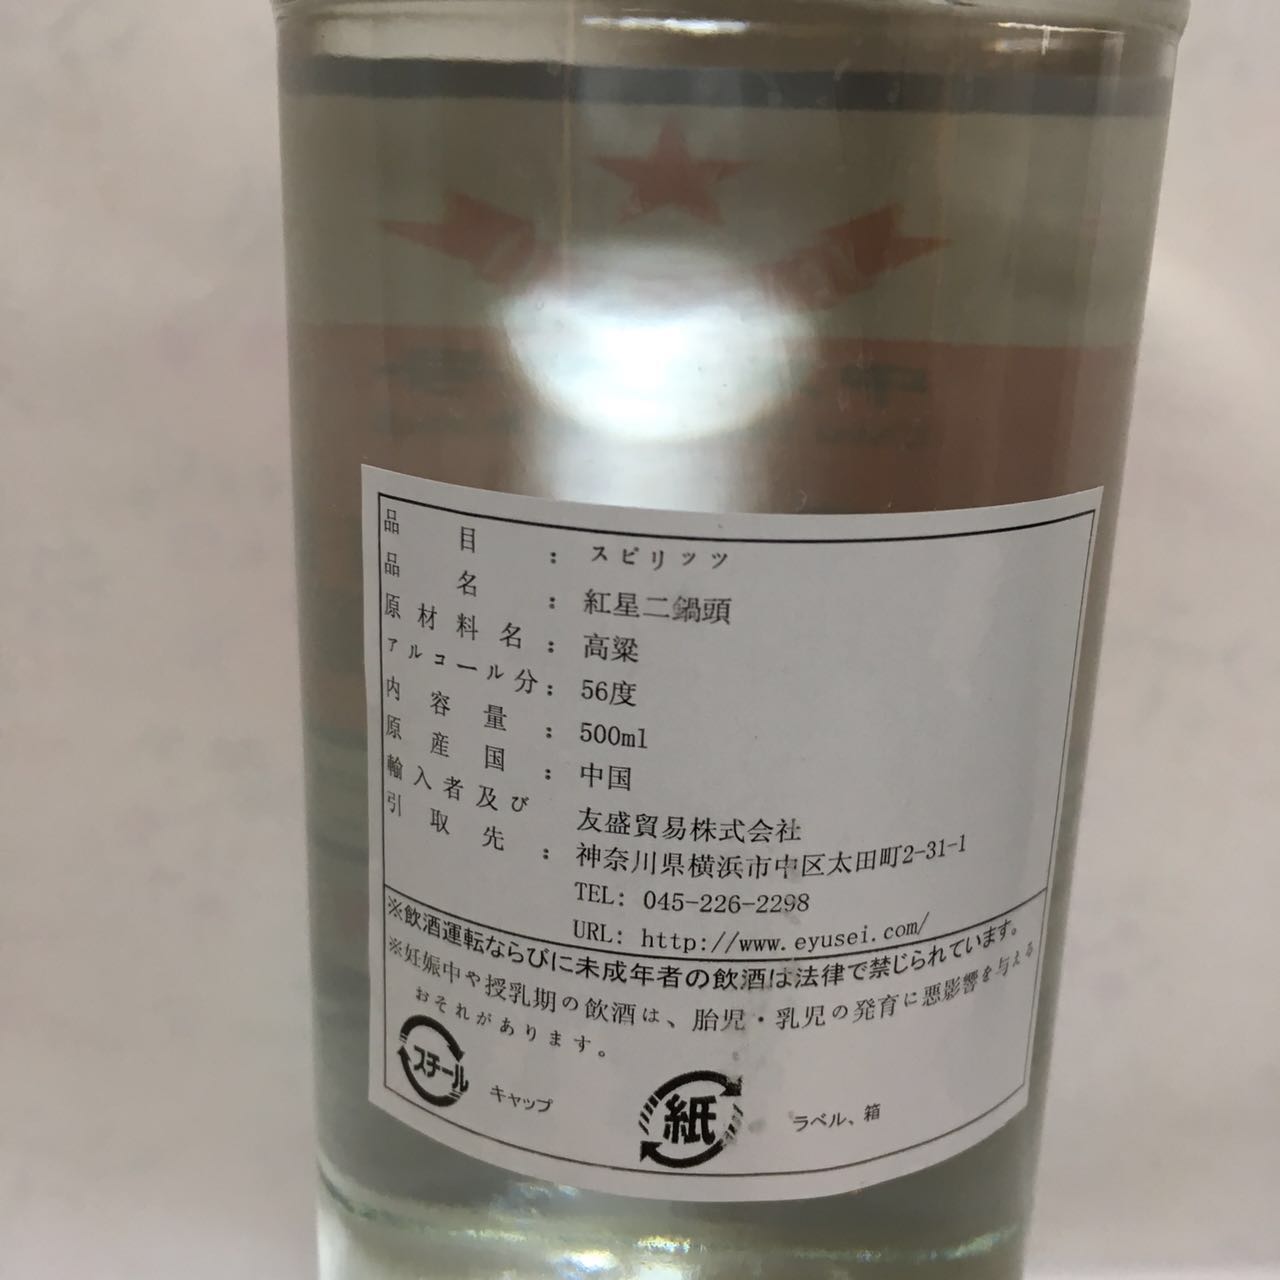 品目：スピリッツ
品名：紅星二鍋頭
原材料名：高粱
アルコール分：56度
内容量：500ml
原産国：中国
輸入者及び
引取先：友盛貿易株式会社
神奈川県横浜市中区太田町2-31-1
TEL: 045-226-2298
URL: http://www.eyusei.com/
※飲酒運転ならびに未成年者の飲酒は法律で禁じられています。
※妊娠中や授乳期の飲酒は、胎児・乳児の発育に悪影響を与える
おそれがあります。
スチール キャップ
紙 ラベル、箱